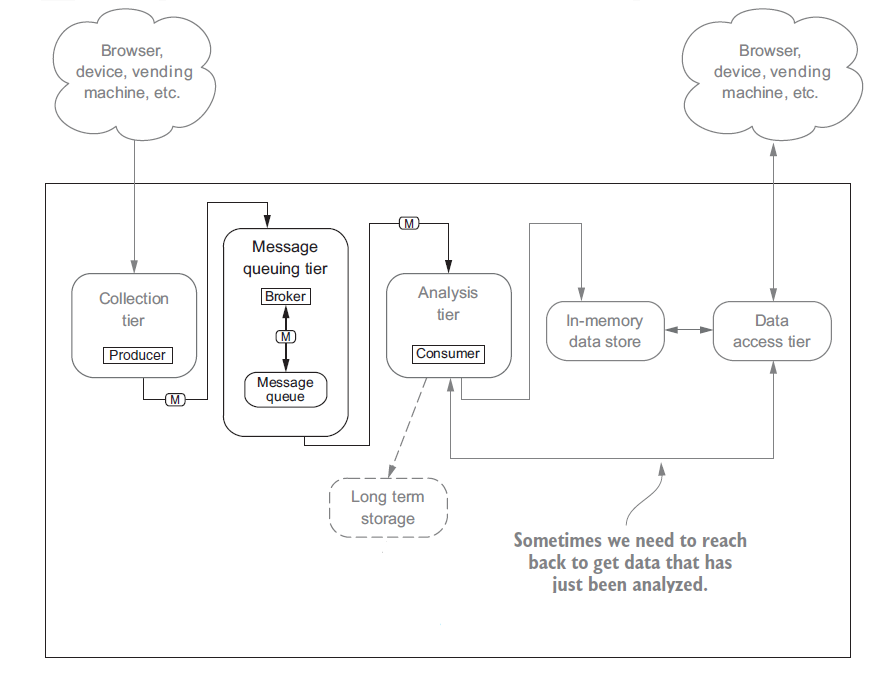 Browser,
device, vending
machine, etc.
Browser,
device, vending
machine, etc.
M
Message
queuing tier
Broker
M
Message
queue
Collection
tier
Producer
M
Analysis
tier
Consumer
In-memory
data store
Data
access tier
Long term
storage
Sometimes we need to reach
back to get data that has
just been analyzed.